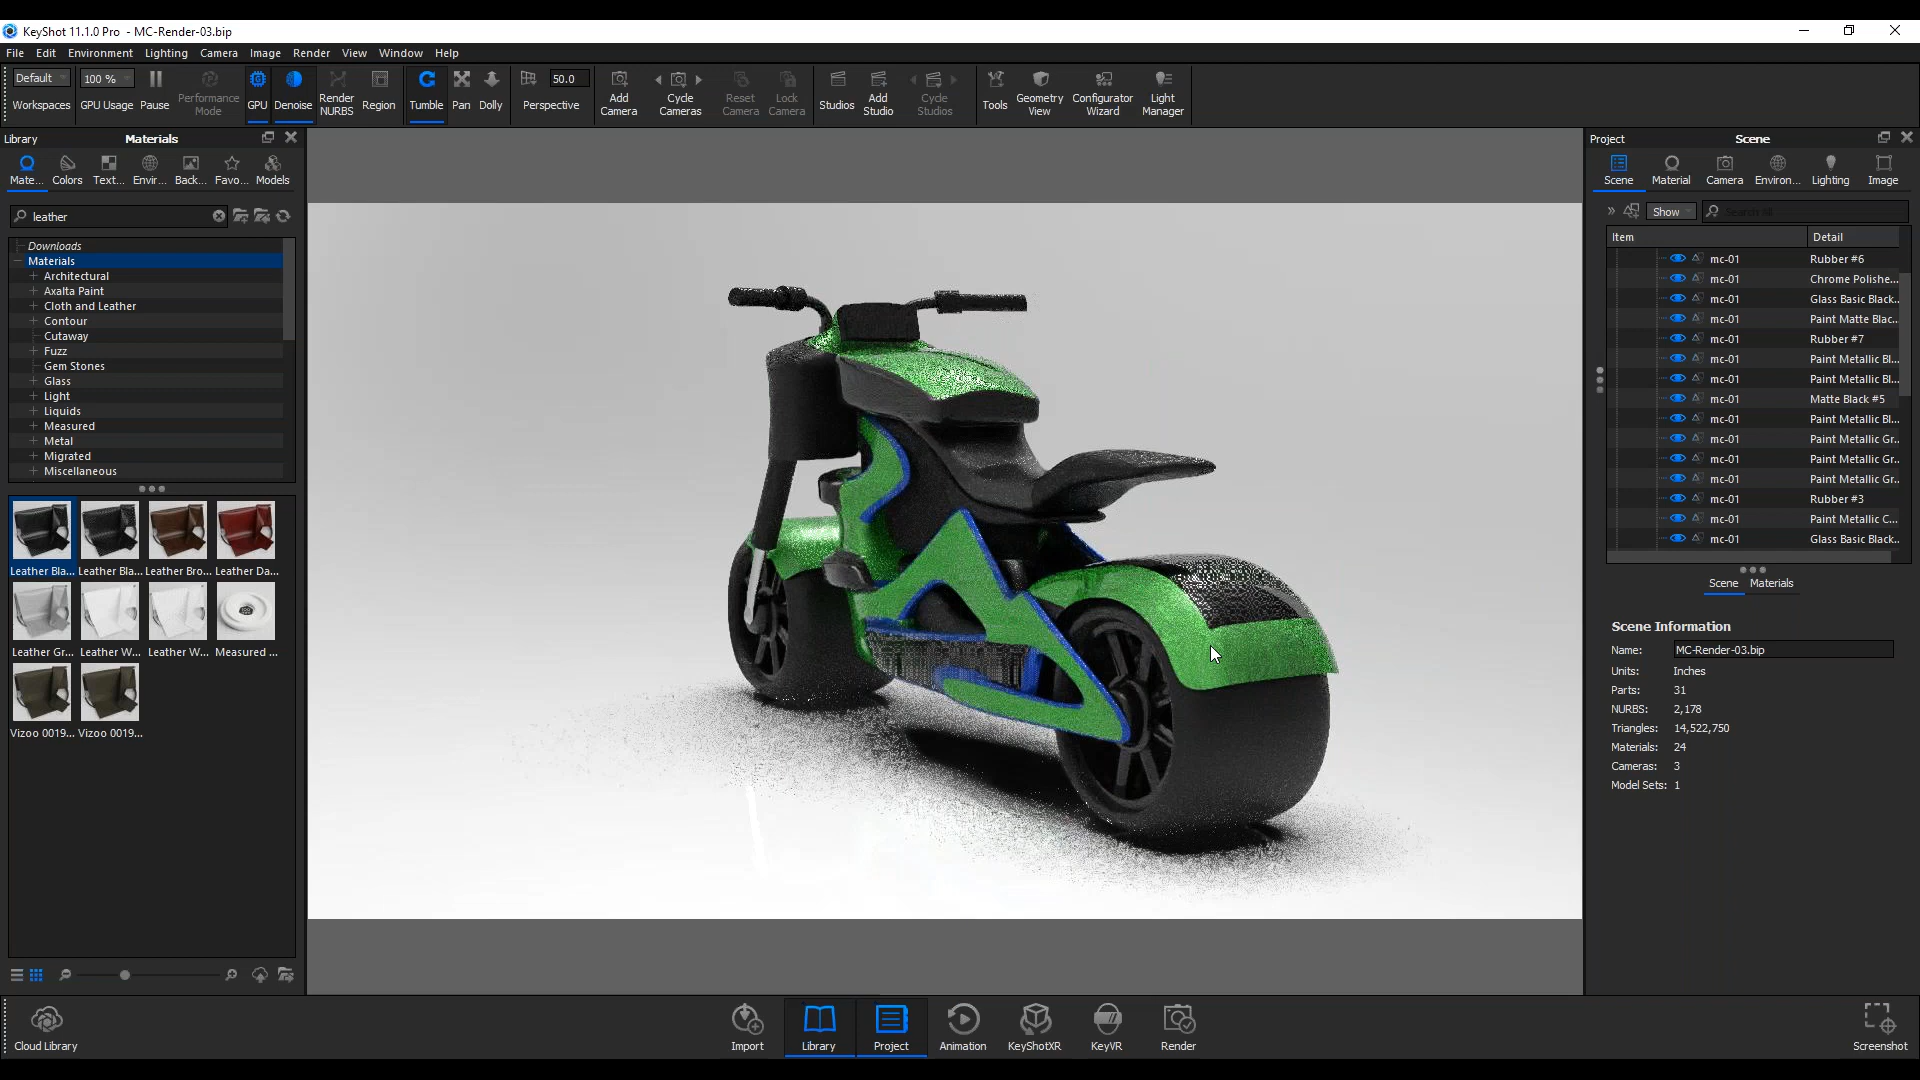 KeyShot 11.1.0 Pro - MC-Render-03.bip
File Edit Environment Lighting Camera Image Render View Window Help
Default 100 % 50.0
Workspaces GPU Usage Pause Performance Mode GPU Denoise Render NURBS Region Tumble Pan Dolly Perspective Add Camera Cycle Cameras Reset Camera Lock Camera Studios Add Studio Cycle Studios Tools Geometry View Configurator Wizard Light Manager
Library Materials
Mate... Colors Text... Envir... Back... Favo... Models
leather
Downloads
Materials
Architectural
Axalta Paint
Cloth and Leather
Contour
Cutaway
Fuzz
Gem Stones
Glass
Light
Liquids
Measured
Metal
Migrated
Miscellaneous
Leather Bla... Leather Bla... Leather Bro... Leather Da...
Leather Gr... Leather W... Leather W... Measured ...
Vizoo 0019... Vizoo 0019...
Project Scene
Scene Material Camera Environ... Lighting Image
Show Search All
Item Detail
mc-01 Rubber #6
mc-01 Chrome Polishe...
mc-01 Glass Basic Black...
mc-01 Paint Matte Blac...
mc-01 Rubber #7
mc-01 Paint Metallic Bl...
mc-01 Paint Metallic Bl...
mc-01 Matte Black #5
mc-01 Paint Metallic Bl...
mc-01 Paint Metallic Gr...
mc-01 Paint Metallic Gr...
mc-01 Paint Metallic Gr...
mc-01 Rubber #3
mc-01 Paint Metallic C...
mc-01 Glass Basic Black...
Scene Materials
Scene Information
Name: MC-Render-03.bip
Units: Inches
Parts: 31
NURBS: 2,178
Triangles: 14,522,750
Materials: 24
Cameras: 3
Model Sets: 1
Cloud Library Import Library Project Animation KeyShotXR KeyVR Render Screenshot